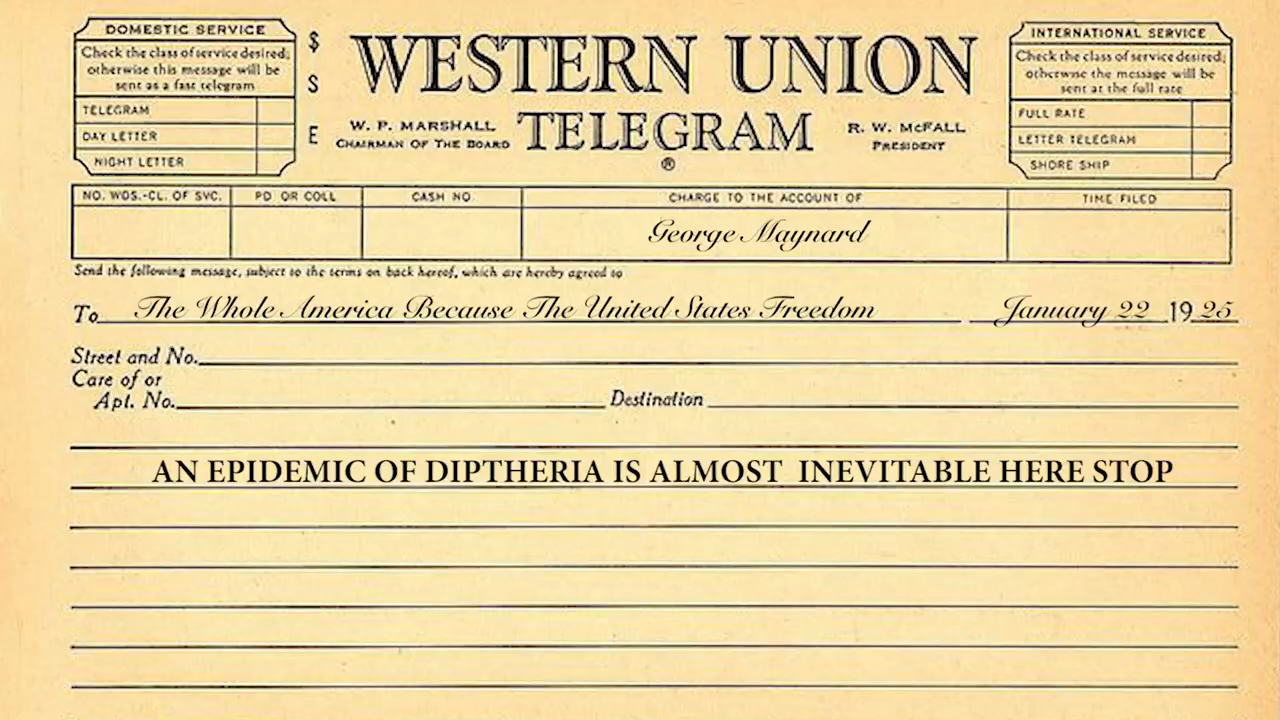 DOMESTIC SERVICE
Check the class of service desired;
otherwise this message will be
sent as a fast telegram
TELEGRAM
DAY LETTER
NIGHT LETTER
$
S
E
WESTERN UNION
TELEGRAM
®
W. P. MARSHALL
CHAIRMAN OF THE BOARD
R. W. McFALL
PRESIDENT
INTERNATIONAL SERVICE
Check the class of service desired;
otherwise the message will be
sent at the full rate
FULL RATE
LETTER TELEGRAM
SHORE SHIP
NO. WDS.-CL. OF SVC. PD OR COLL CASH NO. CHARGE TO THE ACCOUNT OF TIME FILED
George Maynard
Send the following message, subject to the terms on back hereof, which are hereby agreed to
To The Whole America Because The United States Freedom January 22 19 25
Street and No.
Care of or
Apt. No. Destination
AN EPIDEMIC OF DIPTHERIA IS ALMOST INEVITABLE HERE STOP